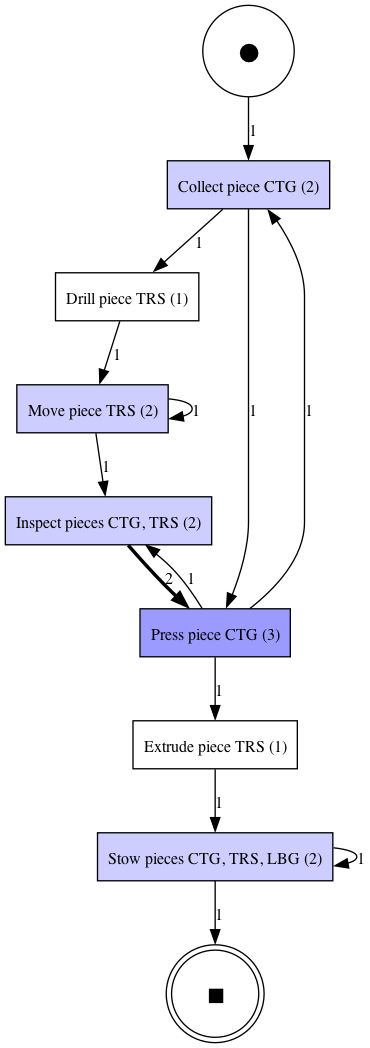 1
Collect piece CTG (2)
1
Drill piece TRS (1)
1
Move piece TRS (2)
1
1
1
1
Inspect pieces CTG, TRS (2)
2
1
Press piece CTG (3)
1
Extrude piece TRS (1)
1
Stow pieces CTG, TRS, LBG (2)
1
1